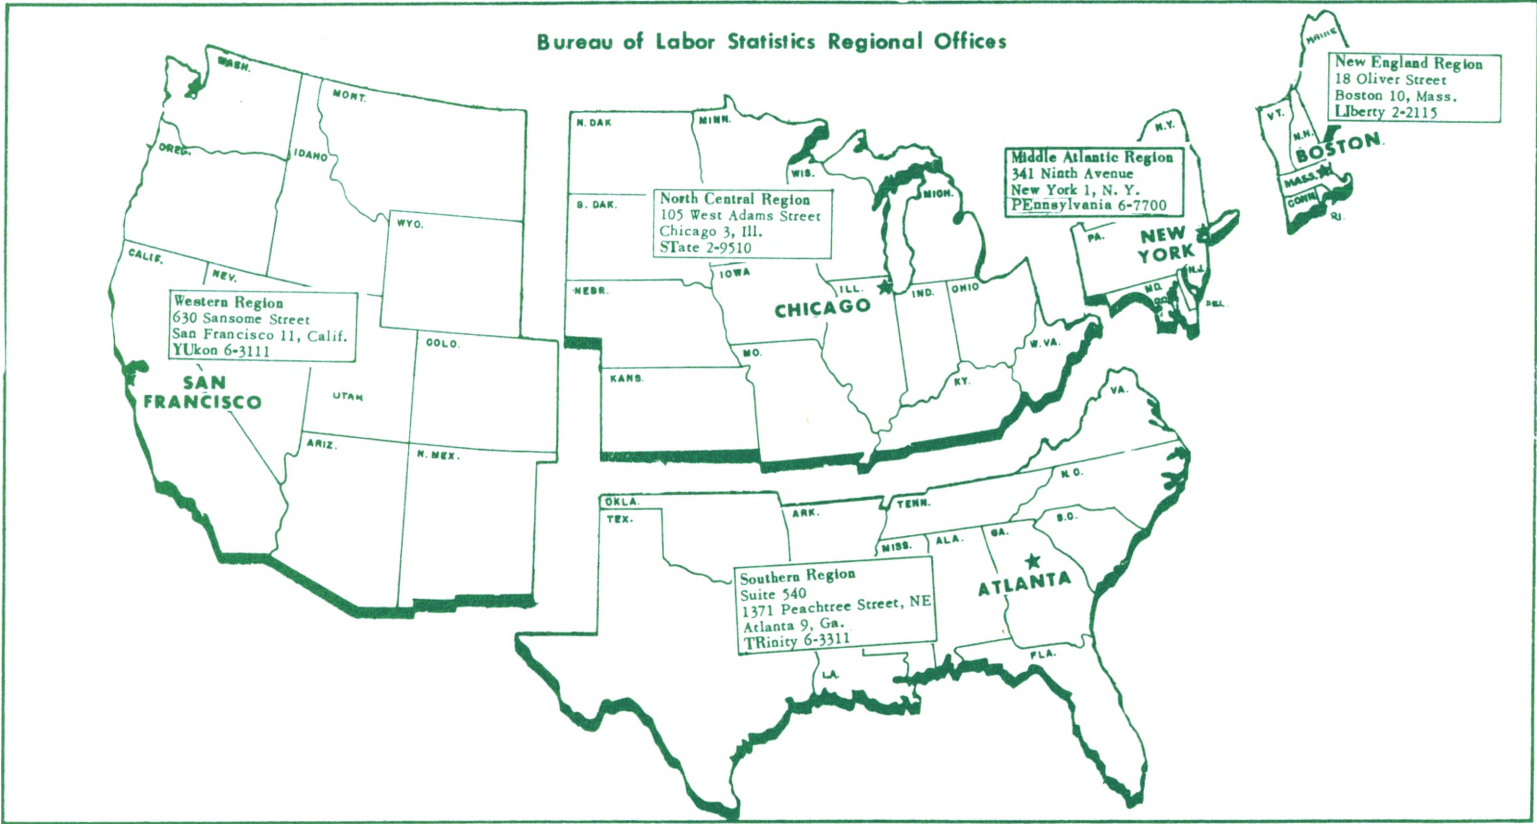 Bureau of Labor Statistics Regional Offices
WASH.
MONT.
OREG.
IDAHO
WYO.
CALIF.
NEV.
Western Region
630 Sansome Street
San Francisco 11, Calif.
YUkon 6-3111
SAN
FRANCISCO
UTAH
COLO.
ARIZ.
N. MEX.
N. DAK
MINN.
S. DAK.
WIS.
MICH.
North Central Region
105 West Adams Street
Chicago 3, Ill.
STate 2-9510
NEBR.
IOWA
ILL.
IND.
OHIO
CHICAGO
MO.
KANS.
KY.
W. VA.
Middle Atlantic Region
341 Ninth Avenue
New York 1, N. Y.
PEnnsylvania 6-7700
N.Y.
PA.
NEW
YORK
N.J.
MD.
DEL.
MAINE
New England Region
18 Oliver Street
Boston 10, Mass.
LIberty 2-2115
VT.
N.H.
BOSTON
MASS.
CONN.
RI.
VA.
OKLA.
TEX.
ARK.
TENN.
N. C.
S.C.
MISS.
ALA.
GA.
ATLANTA
Southern Region
Suite 540
1371 Peachtree Street, NE
Atlanta 9, Ga.
TRinity 6-3311
LA.
FLA.